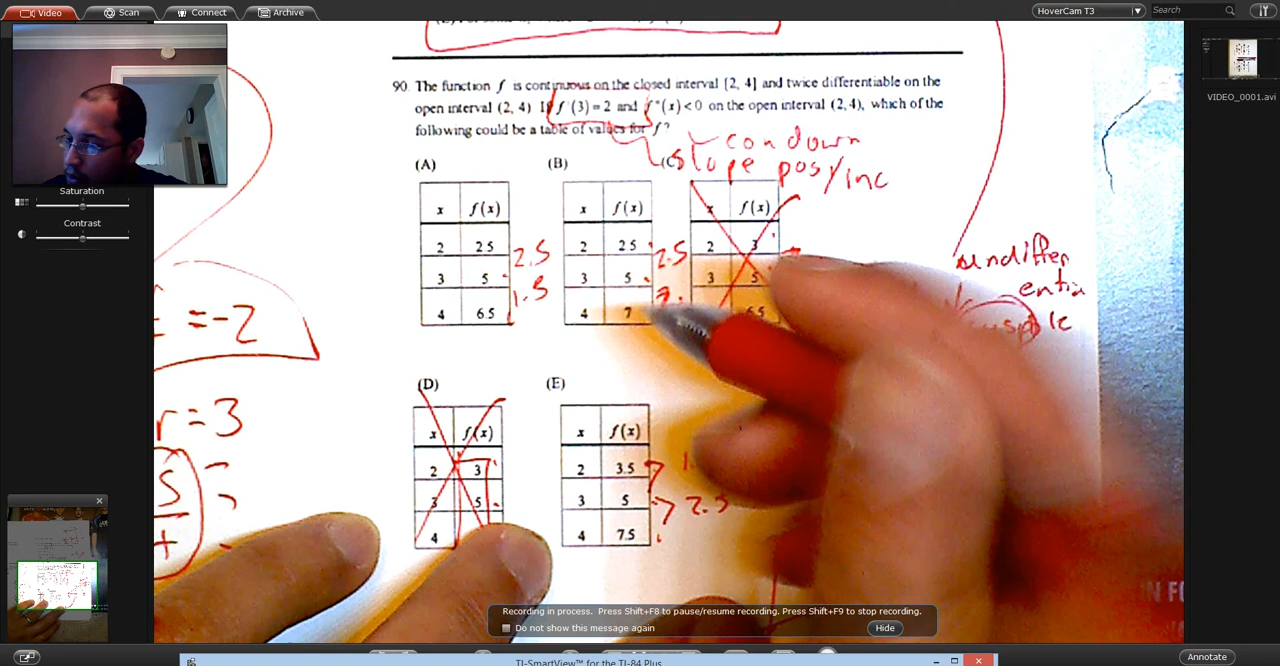 Video
Scan
Connect
Archive
HoverCam T3
Search
90. The function f is continuous on the closed interval [2, 4] and twice differentiable on the
open interval (2, 4) If f'(3) = 2 and f"(x) < 0 on the open interval (2, 4), which of the
following could be a table of values for f?
con down
slope pos/inc
(A)
(B)
(C)
x f(x)
2 2.5
3 5
4 6.5
2.5
1.5
x f(x)
2 2.5
3 5
4 7
2.5
x f(x)
2 3
3 5
4 6.5
undiffer
entia
ble
= -2
r = 3
(D)
(E)
x f(x)
2 3
3 5
4
x f(x)
2 3.5
3 5
4 7.5
2.5
Saturation
Contrast
VIDEO_0001.avi
Recording in process. Press Shift+F8 to pause/resume recording. Press Shift+F9 to stop recording.
Do not show this message again
Hide
TI-SmartView™ for the TI-84 Plus
Annotate